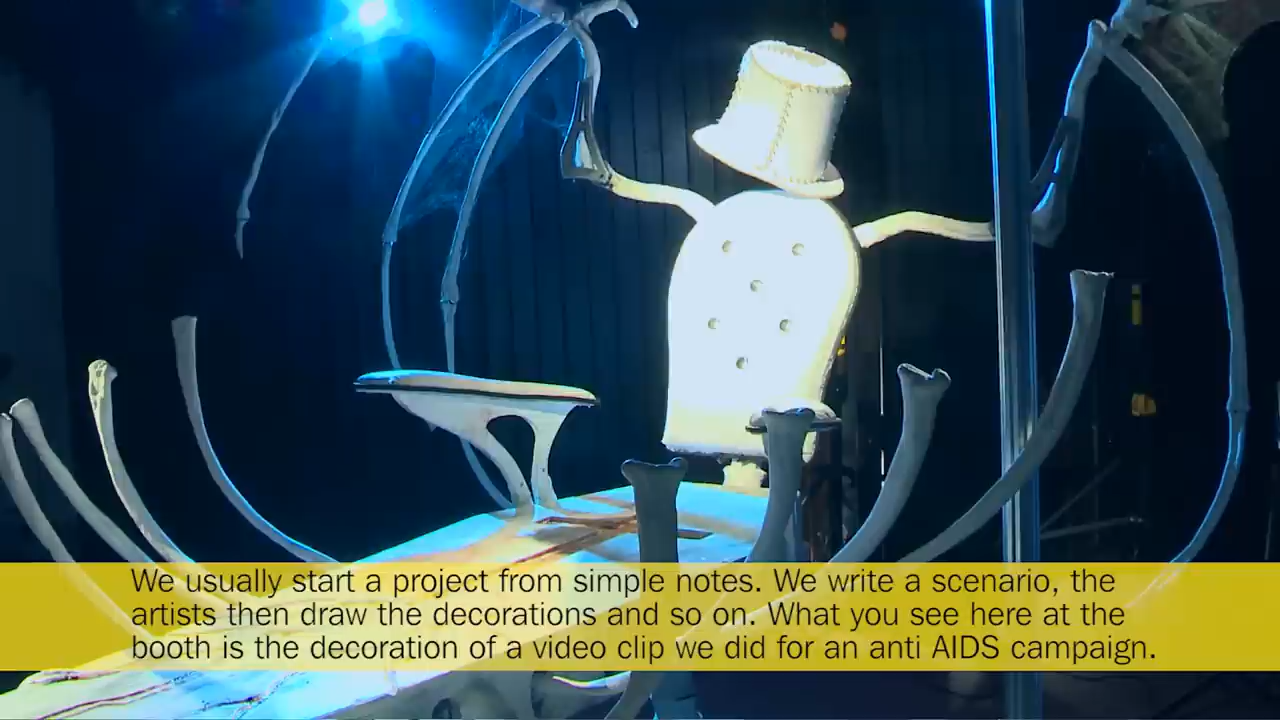 We usually start a project from simple notes. We write a scenario, the
artists then draw the decorations and so on. What you see here at the
booth is the decoration of a video clip we did for an anti AIDS campaign.